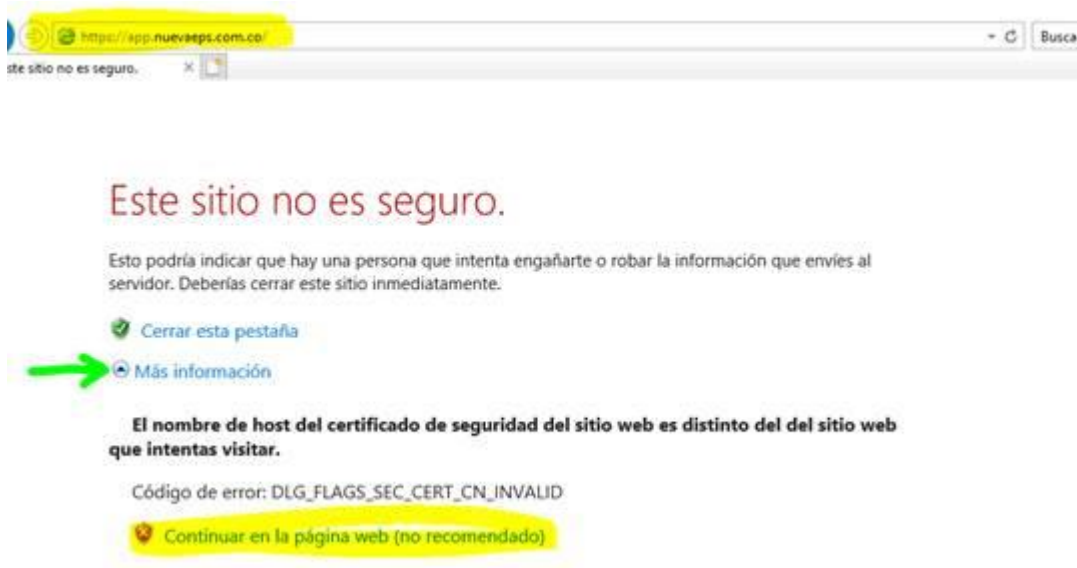 https://app.nuevaeps.com.co/
Busca
ste sitio no es seguro.
Este sitio no es seguro.
Esto podría indicar que hay una persona que intenta engañarte o robar la información que envíes al
servidor. Deberías cerrar este sitio inmediatamente.
Cerrar esta pestaña
Más información
El nombre de host del certificado de seguridad del sitio web es distinto del del sitio web
que intentas visitar.
Código de error: DLG_FLAGS_SEC_CERT_CN_INVALID
Continuar en la página web (no recomendado)